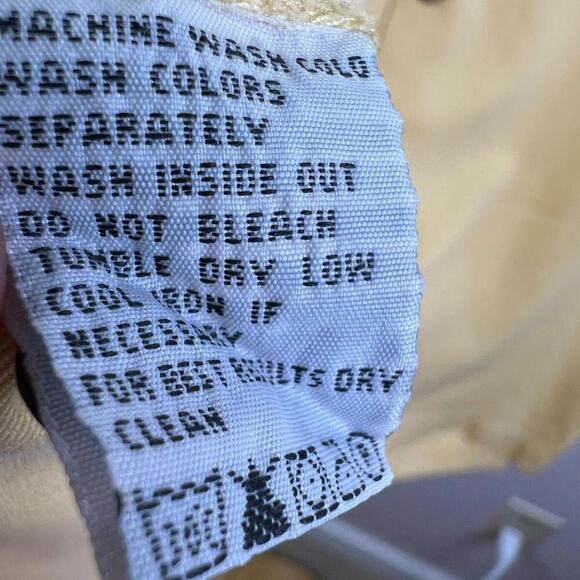 MACHINE WASH COLD
WASH COLORS
SEPARATELY
WASH INSIDE OUT
DO NOT BLEACH
TUMBLE DRY LOW
COOL IRON IF
NECESSARY
FOR BEST RESULTS DRY
CLEAN